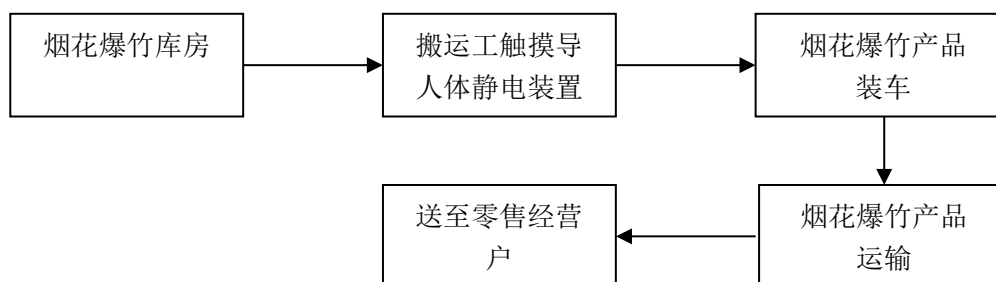 烟花爆竹库房
搬运工触摸导
人体静电装置
烟花爆竹产品
装车
烟花爆竹产品
运输
送至零售经营
户